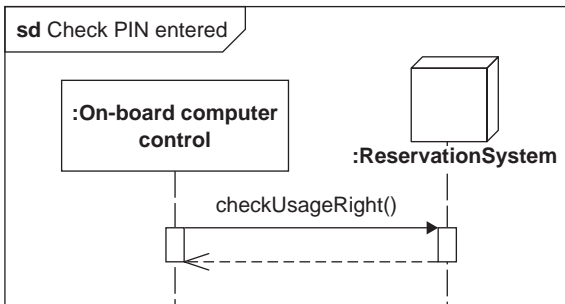 sd Check PIN entered
:On-board computer
control
:ReservationSystem
checkUsageRight()